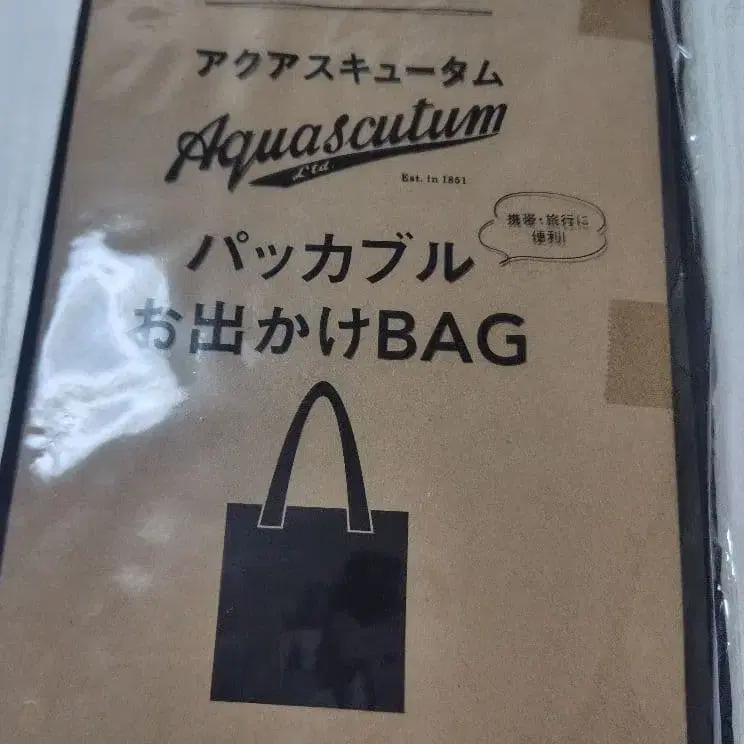 アクアスキュータム
Aquascutum
Ltd.
Est. in 1851
携帯・旅行に
便利!
パッカブル
お出かけBAG